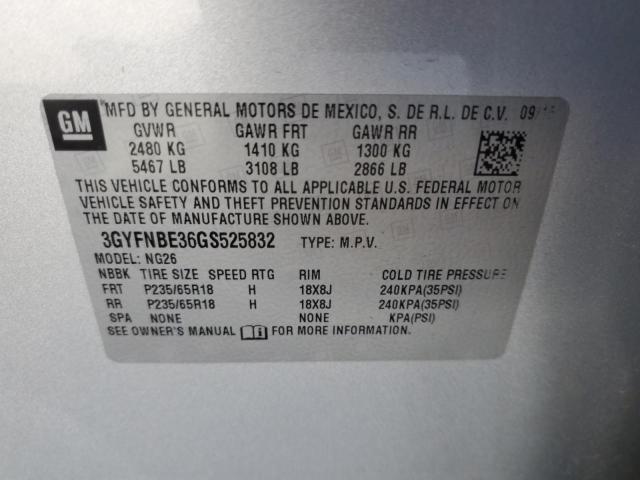 GM
MFD BY GENERAL MOTORS DE MEXICO, S. DE R.L. DE C.V. 09/
GVWR GAWR FRT GAWR RR
2480 KG 1410 KG 1300 KG
5467 LB 3108 LB 2866 LB
THIS VEHICLE CONFORMS TO ALL APPLICABLE U.S. FEDERAL MOTOR
VEHICLE SAFETY AND THEFT PREVENTION STANDARDS IN EFFECT ON
THE DATE OF MANUFACTURE SHOWN ABOVE.
3GYFNBE36GS525832 TYPE: M.P.V.
MODEL: NG26
NBBK TIRE SIZE SPEED RTG RIM COLD TIRE PRESSURE
FRT P235/65R18 H 18X8J 240KPA(35PSI)
RR P235/65R18 H 18X8J 240KPA(35PSI)
SPA NONE NONE KPA(PSI)
SEE OWNER'S MANUAL FOR MORE INFORMATION.